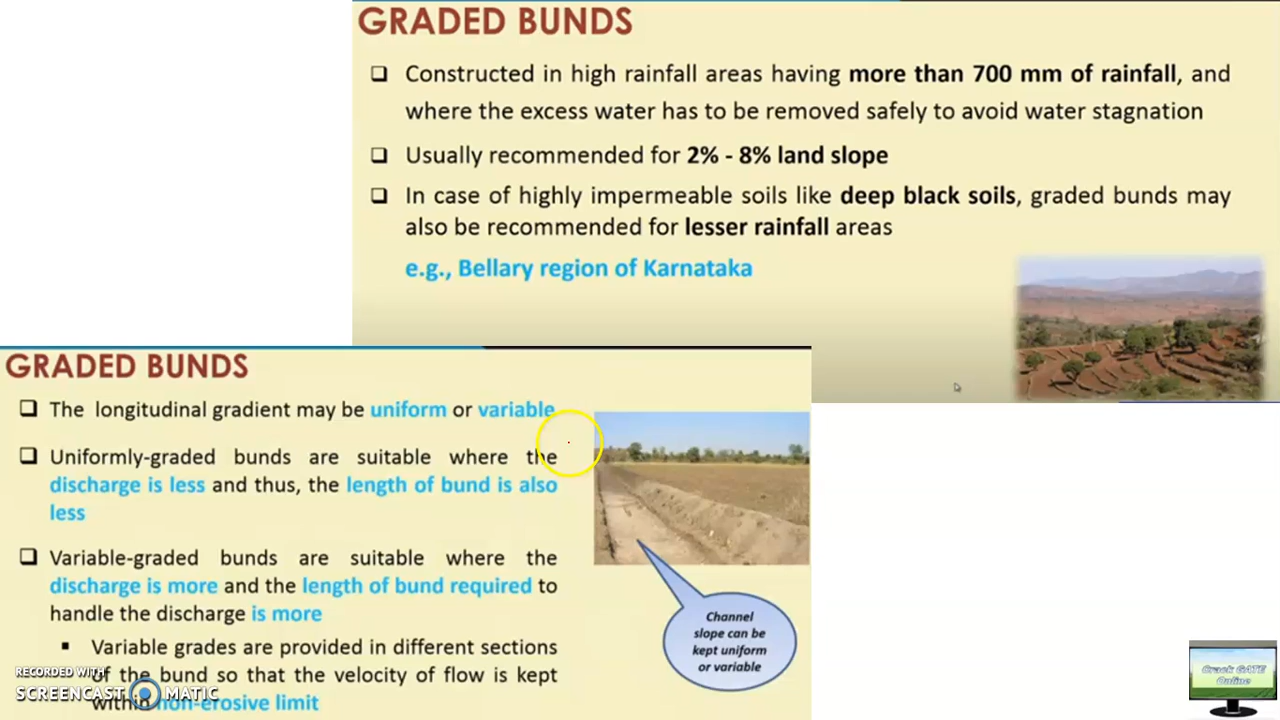 GRADED BUNDS
❑ Constructed in high rainfall areas having more than 700 mm of rainfall, and
where the excess water has to be removed safely to avoid water stagnation
❑ Usually recommended for 2% - 8% land slope
❑ In case of highly impermeable soils like deep black soils, graded bunds may
also be recommended for lesser rainfall areas
e.g., Bellary region of Karnataka
GRADED BUNDS
❑ The longitudinal gradient may be uniform or variable
❑ Uniformly-graded bunds are suitable where the
discharge is less and thus, the length of bund is also
less
❑ Variable-graded bunds are suitable where the
discharge is more and the length of bund required to
handle the discharge is more
▪ Variable grades are provided in different sections
of the bund so that the velocity of flow is kept
within non-erosive limit
Channel
slope can be
kept uniform
or variable
RECORDED WITH
SCREENCAST MATIC
Crack GATE
Online